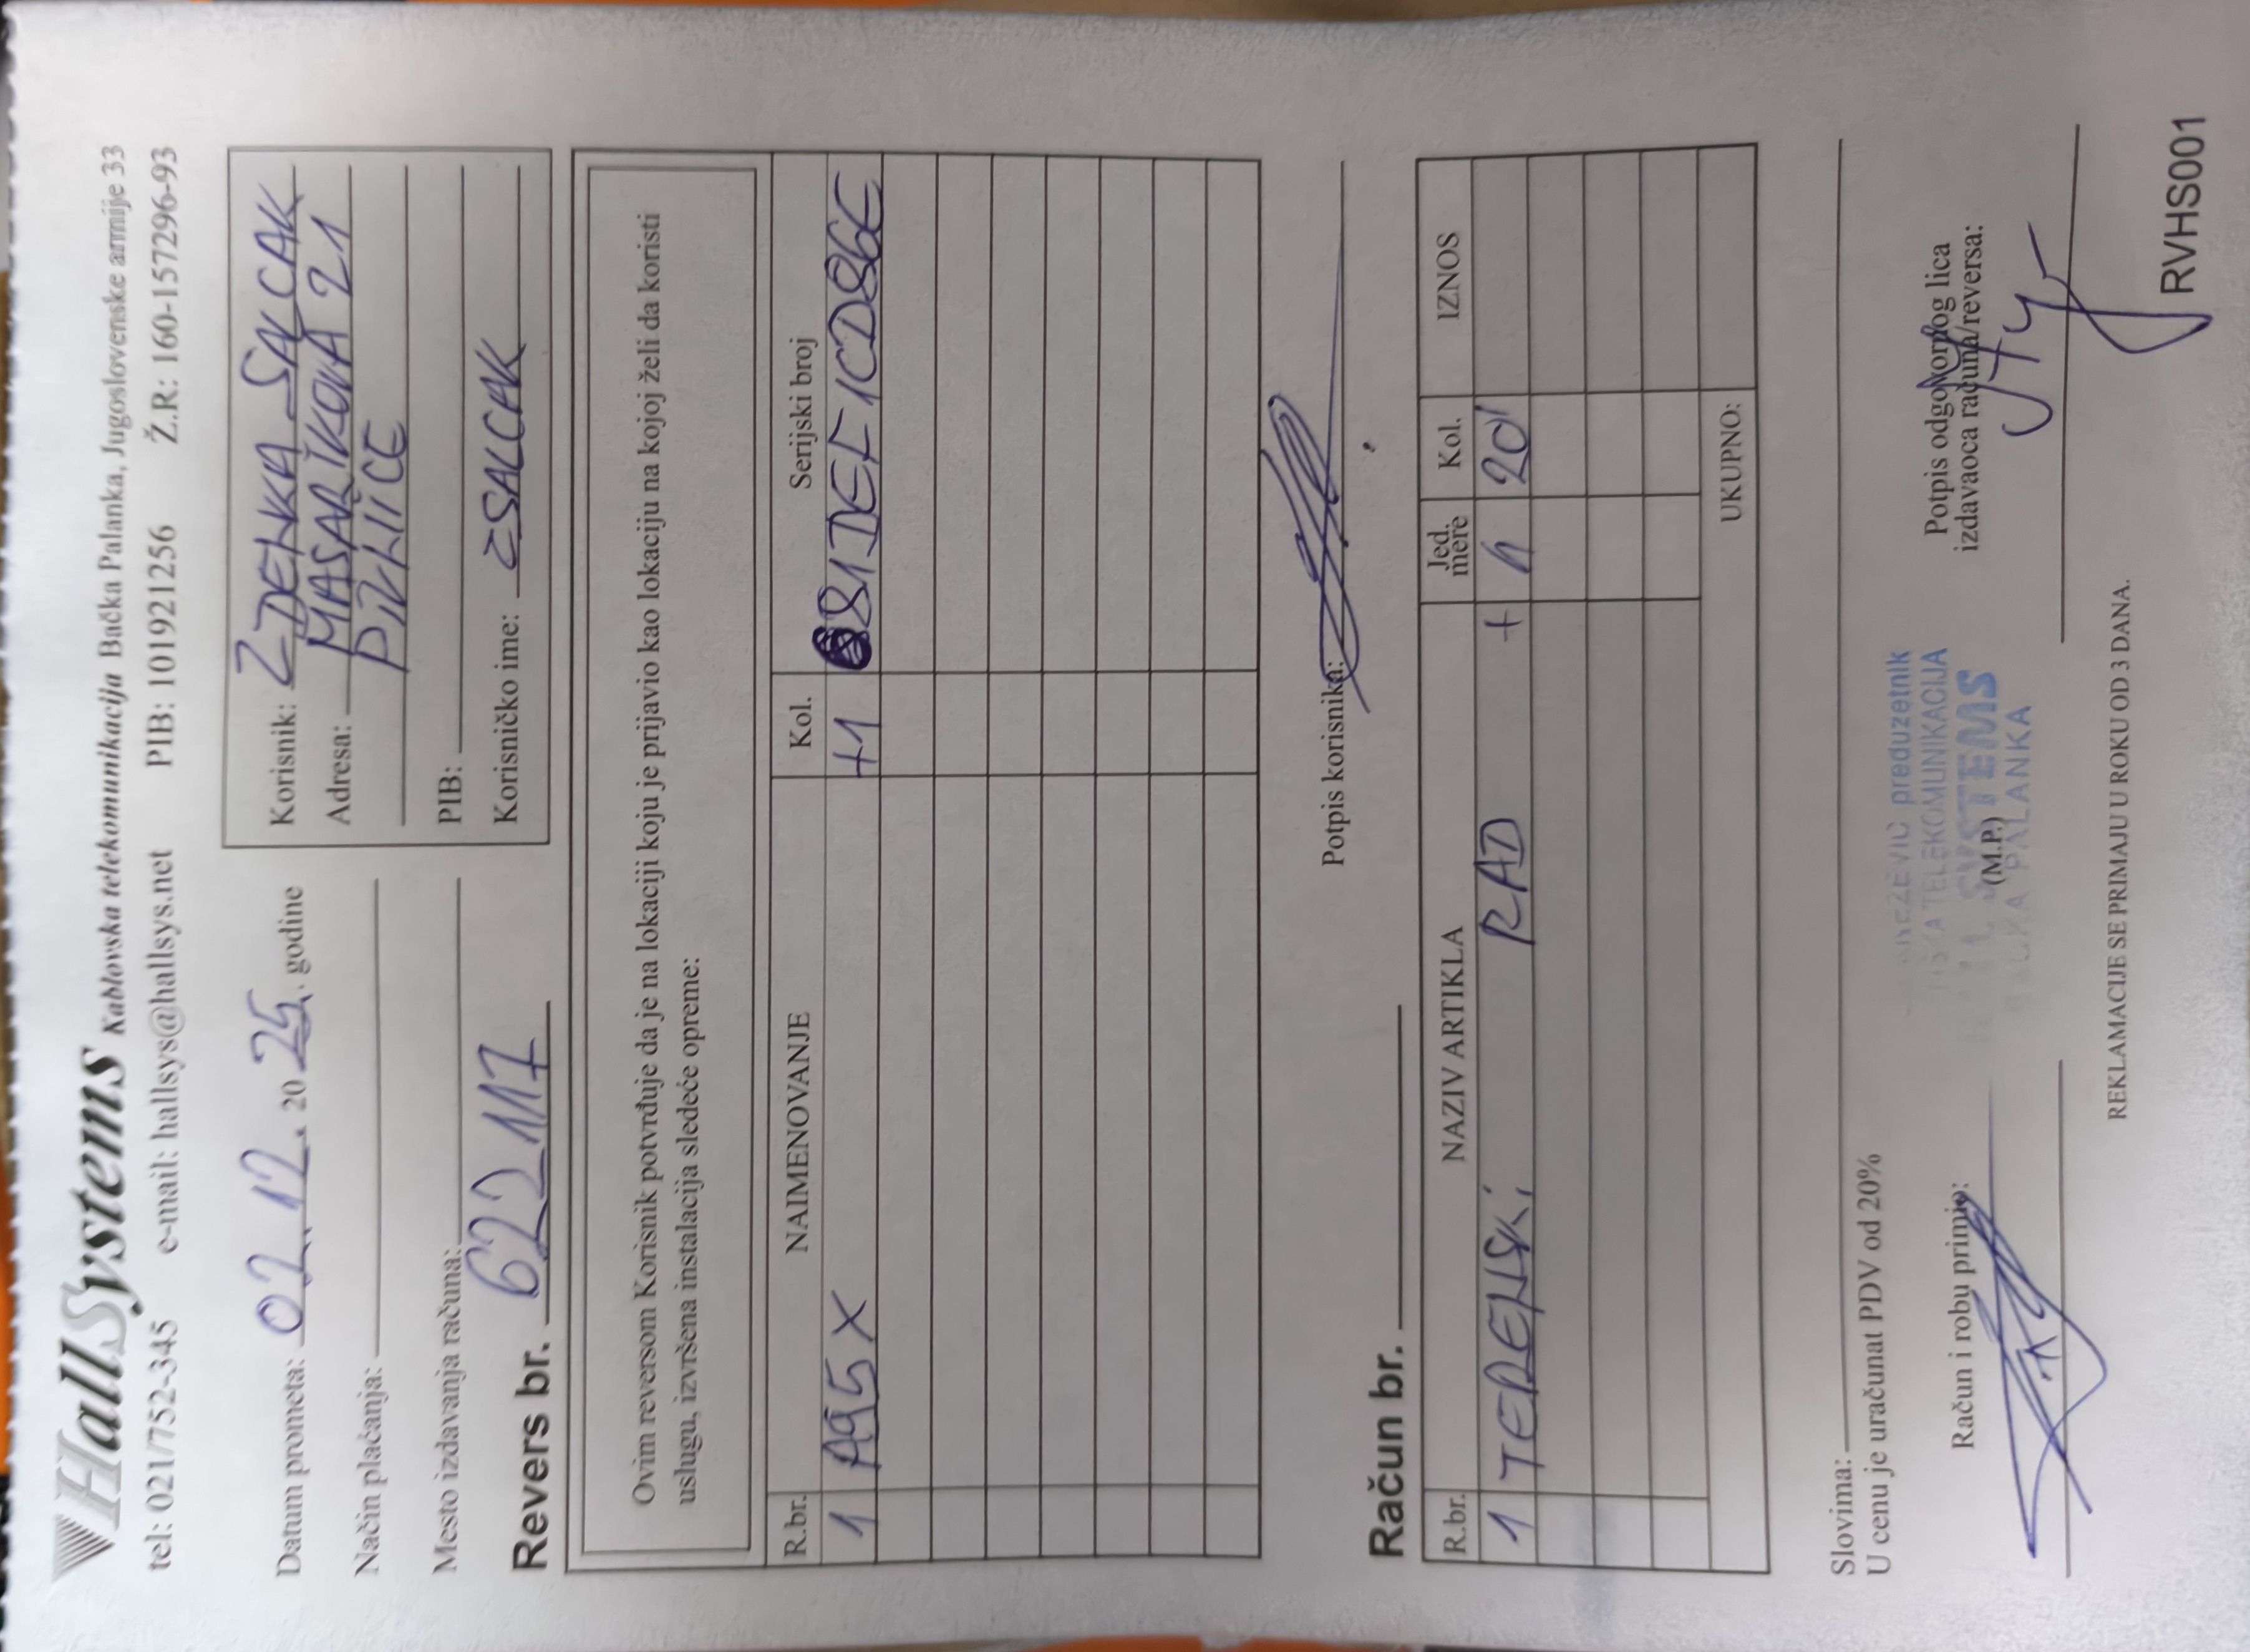 HallSystems Kablovska telekomunikacija Bačka Palanka, Jugoslovenske armije 33
tel: 021/752-345 e-mail: hallsys@hallsys.net PIB: 101921256 Ž.R: 160-157296-93
Datum prometa: 02. 12. 2025. godine
Način plaćanja:
Mesto izdavanja računa:
Revers br. 622117
Korisnik: ZDENKA SALCAK
Adresa: MASARIKOVA 21
PIVNICE
PIB:
Korisničko ime: ZSALCAK
Ovim reversom Korisnik potvrđuje da je na lokaciji koju je prijavio kao lokaciju na kojoj želi da koristi
uslugu, izvršena instalacija sledeće opreme:
R.br. NAIMENOVANJE Kol. Serijski broj
1 A95X +1 81DEF1CD86E
Potpis korisnika:
Račun br.
R.br. NAZIV ARTIKLA Jed. mere Kol. IZNOS
1 TERENSKi RAD + h 20'
UKUPNO:
Slovima:
U cenu je uračunat PDV od 20%
Račun i robu primio:
preduzetnik
TELEKOMUNIKACIJA
SYSTEMS
(M.P.)
PALANKA
Potpis odgovornog lica
izdavaoca računa/reversa:
REKLAMACIJE SE PRIMAJU U ROKU OD 3 DANA.
RVHS001